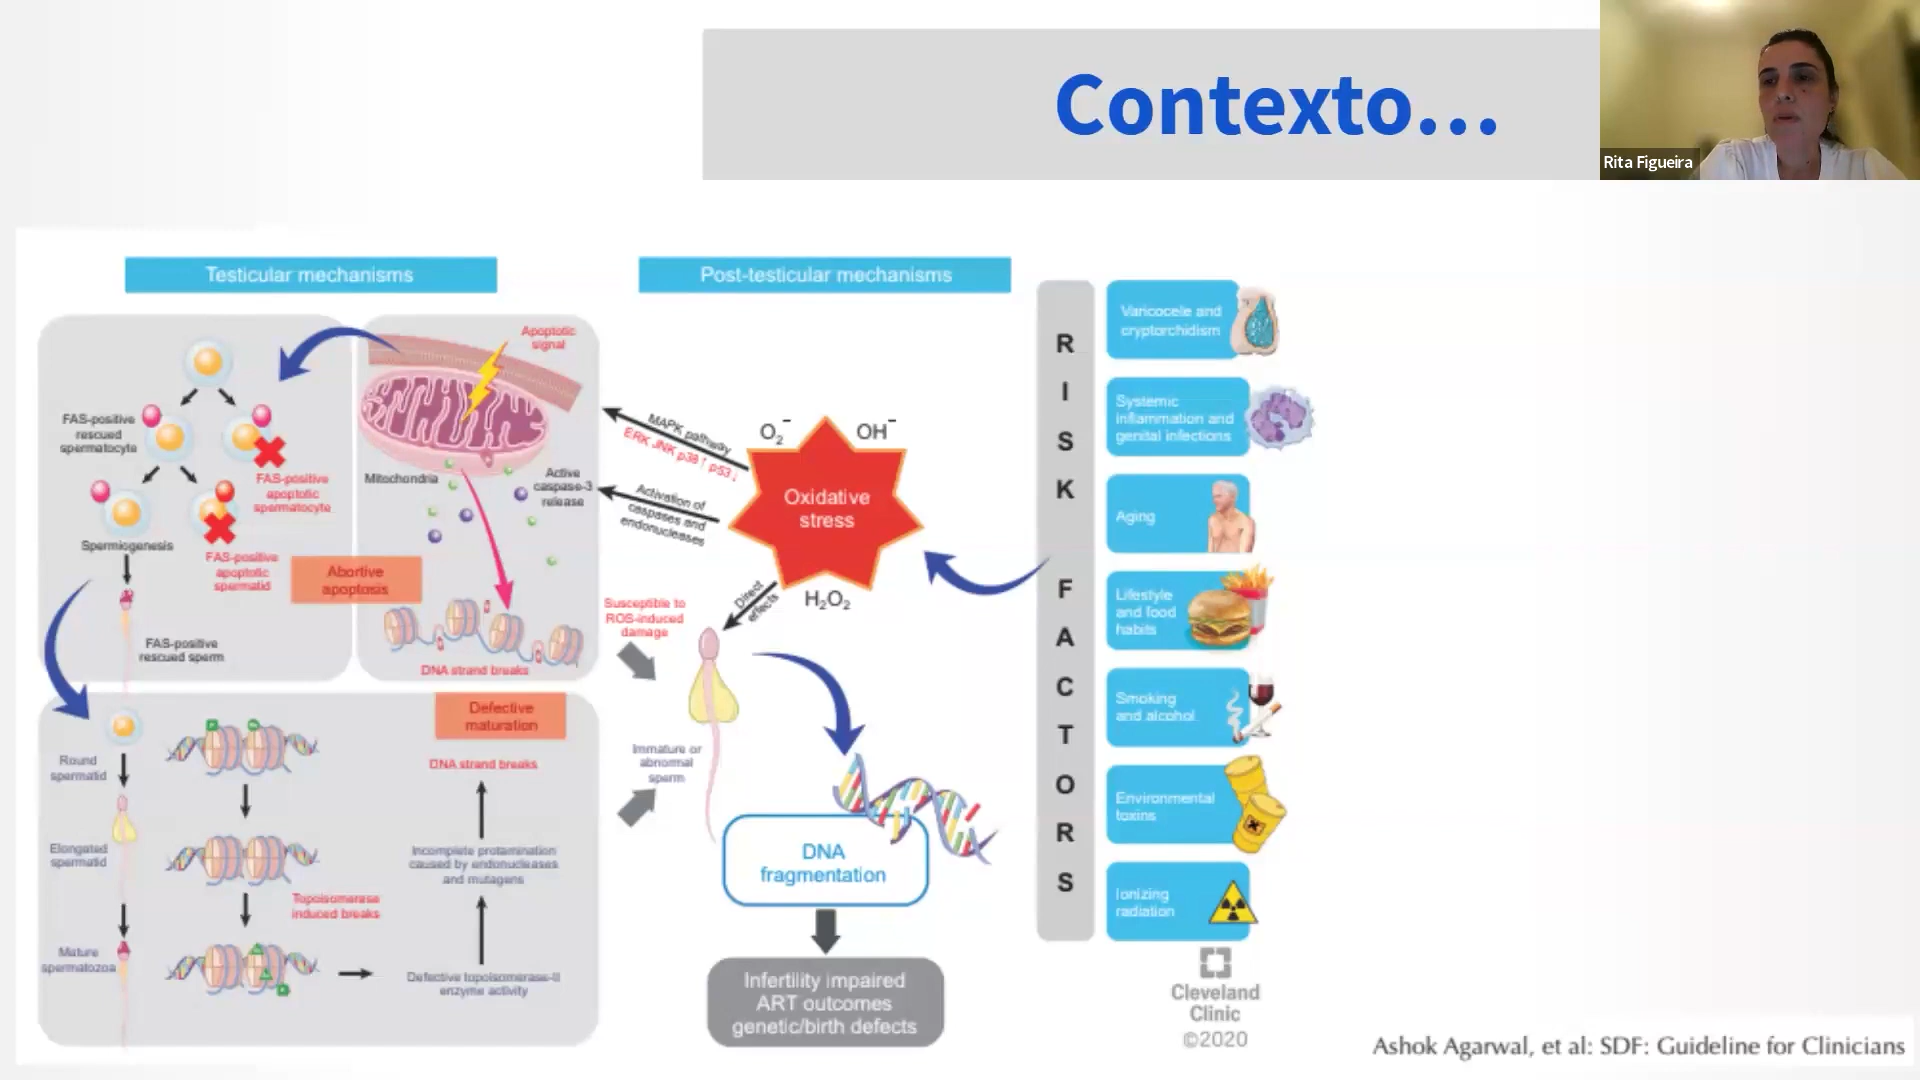 Contexto...
Rita Figueira
Testicular mechanisms
Post-testicular mechanisms
Apoptotic
signal
FAS-positive
rescued
spermatocyte
FAS-positive
apoptotic
spermatocyte
Mitochondria
Active
caspase-3
release
Spermiogenesis
FAS-positive
apoptotic
spermatid
Abortive
apoptosis
FAS-positive
rescued sperm
DNA strand breaks
MAPK pathway
ERK JNK p38↑ p53↓
Activation of
caspases and
endonucleases
O₂⁻
OH⁻
Oxidative
stress
H₂O₂
Direct
effects
Susceptible to
ROS-induced
damage
Immature or
abnormal
sperm
Defective
maturation
DNA strand breaks
Round
spermatid
Elongated
spermatid
Incomplete protamination
caused by endonucleases
and mutagens
Topoisomerase
induced breaks
Mature
spermatozoa
Defective topoisomerase-II
enzyme activity
DNA
fragmentation
Infertility impaired
ART outcomes
genetic/birth defects
RISK FACTORS
Varicocele and
cryptorchidism
Systemic
inflammation and
genital infections
Aging
Lifestyle
and food
habits
Smoking
and alcohol
Environmental
toxins
Ionizing
radiation
Cleveland
Clinic
©2020
Ashok Agarwal, et al: SDF: Guideline for Clinicians